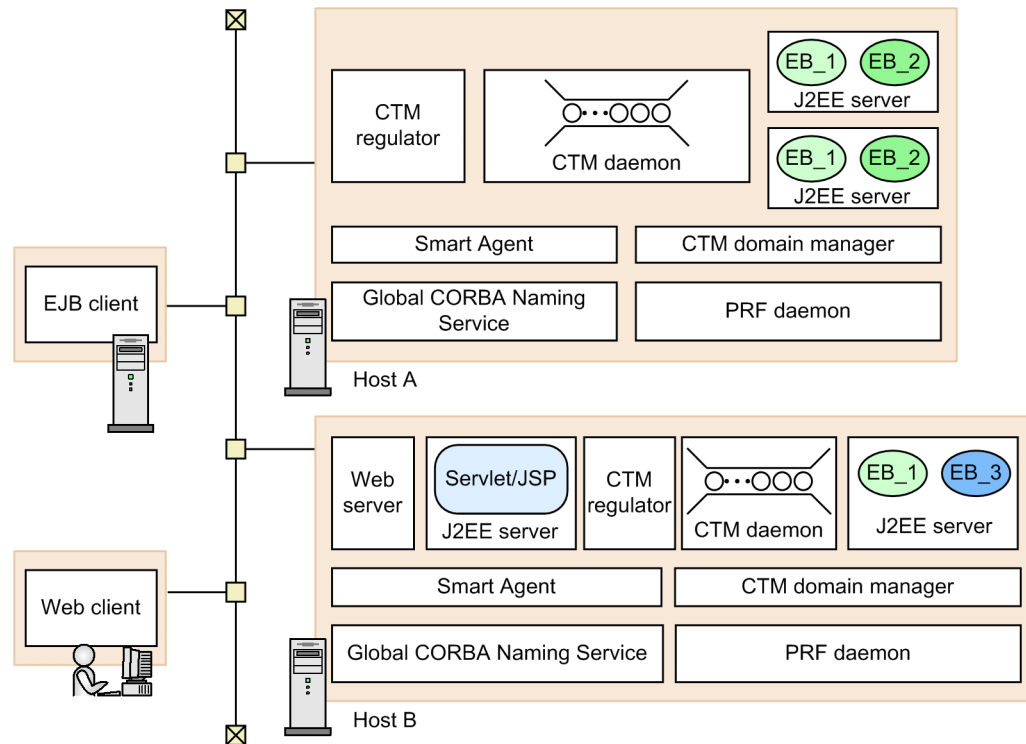 EB_1
EB_2
J2EE server
CTM
regulator
CTM daemon
EB_1
EB_2
J2EE server
Smart Agent
CTM domain manager
EJB client
Global CORBA Naming
Service
PRF daemon
Host A
Web
server
Servlet/JSP
J2EE server
CTM
regulator
CTM daemon
EB_1
EB_3
J2EE server
Smart Agent
CTM domain manager
Web client
Global CORBA Naming Service
PRF daemon
Host B